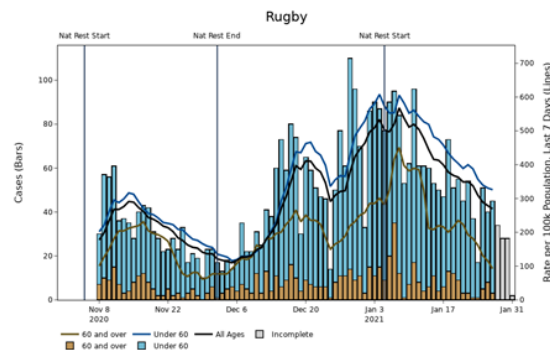 Rugby
Nat Rest Start
Nat Rest End
Nat Rest Start
Cases (Bars)
100
80
60
40
20
0
Rate per 100k Population, Last 7 Days (Lines)
700
600
500
400
300
200
100
0
Nov 8
2020
Nov 22
Dec 6
Dec 20
Jan 3
2021
Jan 17
Jan 31
60 and over
Under 60
All Ages
Incomplete
60 and over
Under 60